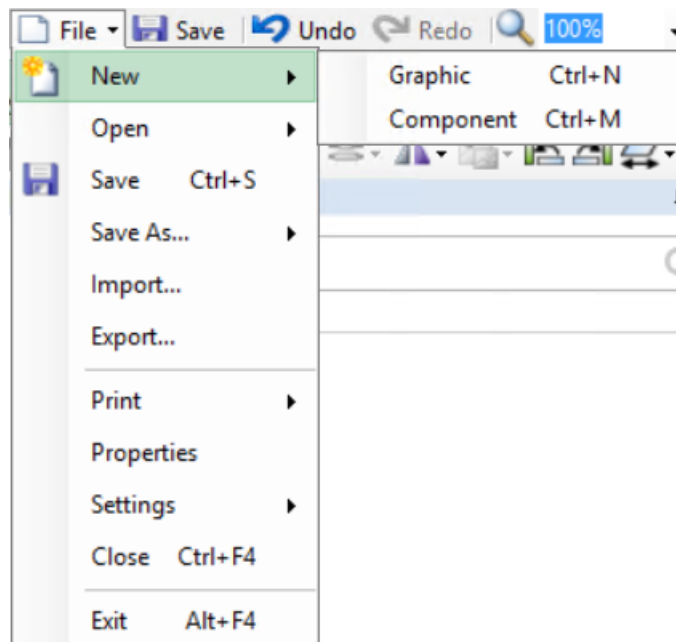 File Save Undo Redo 100%
New Graphic Ctrl+N
Component Ctrl+M
Open
Save Ctrl+S
Save As...
Import...
Export...
Print
Properties
Settings
Close Ctrl+F4
Exit Alt+F4